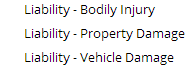 Liability - Bodily Injury
Liability - Property Damage
Liability - Vehicle Damage